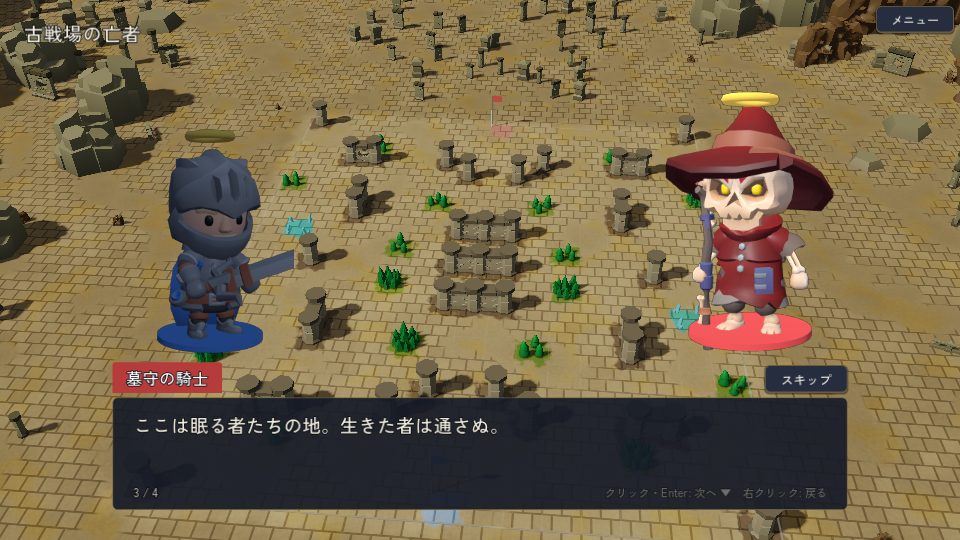 古戦場の亡者
メニュー
墓守の騎士
スキップ
ここは眠る者たちの地。生きた者は通さぬ。
3 / 4
クリック・Enter: 次へ ▼ 右クリック: 戻る